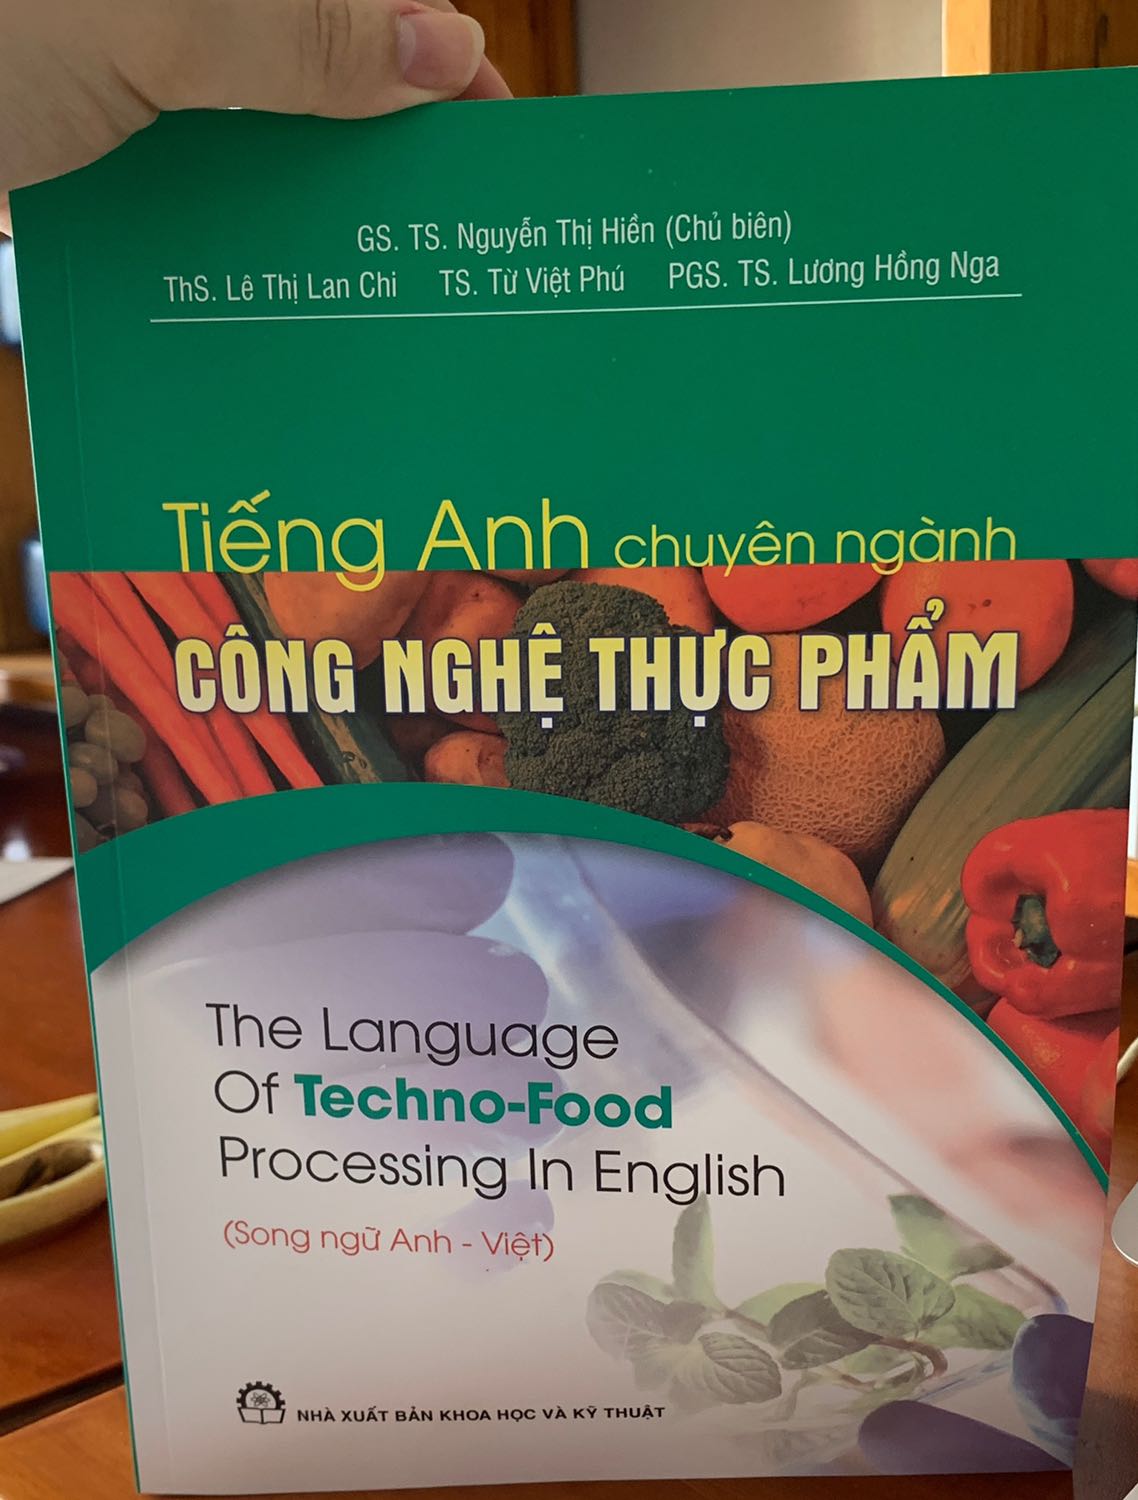 GS. TS. Nguyễn Thị Hiền (Chủ biên)
ThS. Lê Thị Lan Chi TS. Từ Việt Phú PGS. TS. Lương Hồng Nga
Tiếng Anh chuyên ngành
CÔNG NGHỆ THỰC PHẨM
The Language
Of Techno-Food
Processing In English
(Song ngữ Anh - Việt)
NHÀ XUẤT BẢN KHOA HỌC VÀ KỸ THUẬT